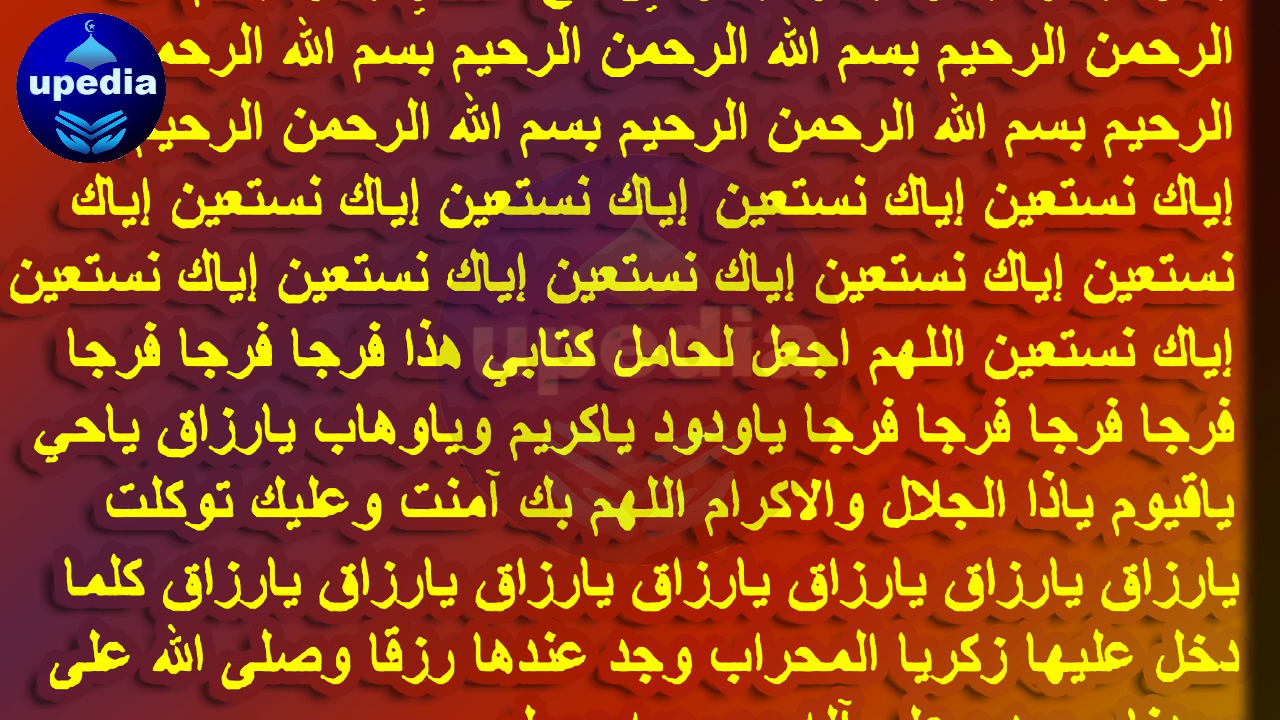 upedia
الرحمن الرحيم بسم الله الرحمن الرحيم بسم الله
الرحيم بسم الله الرحمن الرحيم بسم الله الرحمن الرحيم
إياك نستعين إياك نستعين إياك نستعين إياك نستعين إياك
نستعين إياك نستعين إياك نستعين إياك نستعين إياك نستعين
إياك نستعين اللهم اجعل لحامل كتابي هذا فرجا فرجا فرجا
فرجا فرجا فرجا فرجا ياودود ياكريم وياوهاب يارزاق ياحي
ياقيوم ياذا الجلال والاكرام اللهم بك آمنت وعليك توكلت
يارزاق يارزاق يارزاق يارزاق يارزاق يارزاق يارزاق كلما
دخل عليها زكريا المحراب وجد عندها رزقا وصلى الله على
upedia